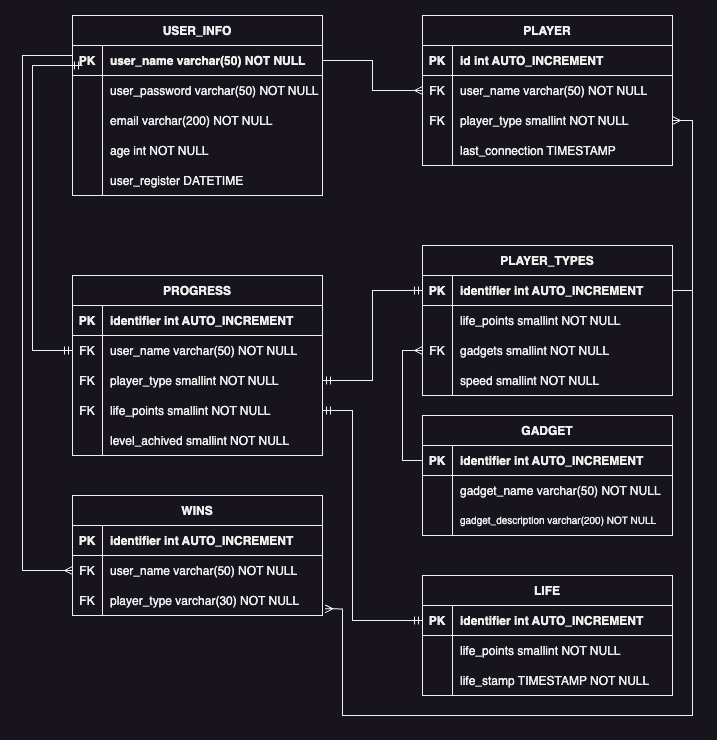 USER_INFO
PK user_name varchar(50) NOT NULL
user_password varchar(50) NOT NULL
email varchar(200) NOT NULL
age int NOT NULL
user_register DATETIME
PLAYER
PK id int AUTO_INCREMENT
FK user_name varchar(50) NOT NULL
FK player_type smallint NOT NULL
last_connection TIMESTAMP
PROGRESS
PK identifier int AUTO_INCREMENT
FK user_name varchar(50) NOT NULL
FK player_type smallint NOT NULL
FK life_points smallint NOT NULL
level_achived smallint NOT NULL
PLAYER_TYPES
PK identifier int AUTO_INCREMENT
life_points smallint NOT NULL
FK gadgets smallint NOT NULL
speed smallint NOT NULL
GADGET
PK identifier int AUTO_INCREMENT
gadget_name varchar(50) NOT NULL
gadget_description varchar(200) NOT NULL
WINS
PK identifier int AUTO_INCREMENT
FK user_name varchar(50) NOT NULL
FK player_type varchar(30) NOT NULL
LIFE
PK identifier int AUTO_INCREMENT
life_points smallint NOT NULL
life_stamp TIMESTAMP NOT NULL